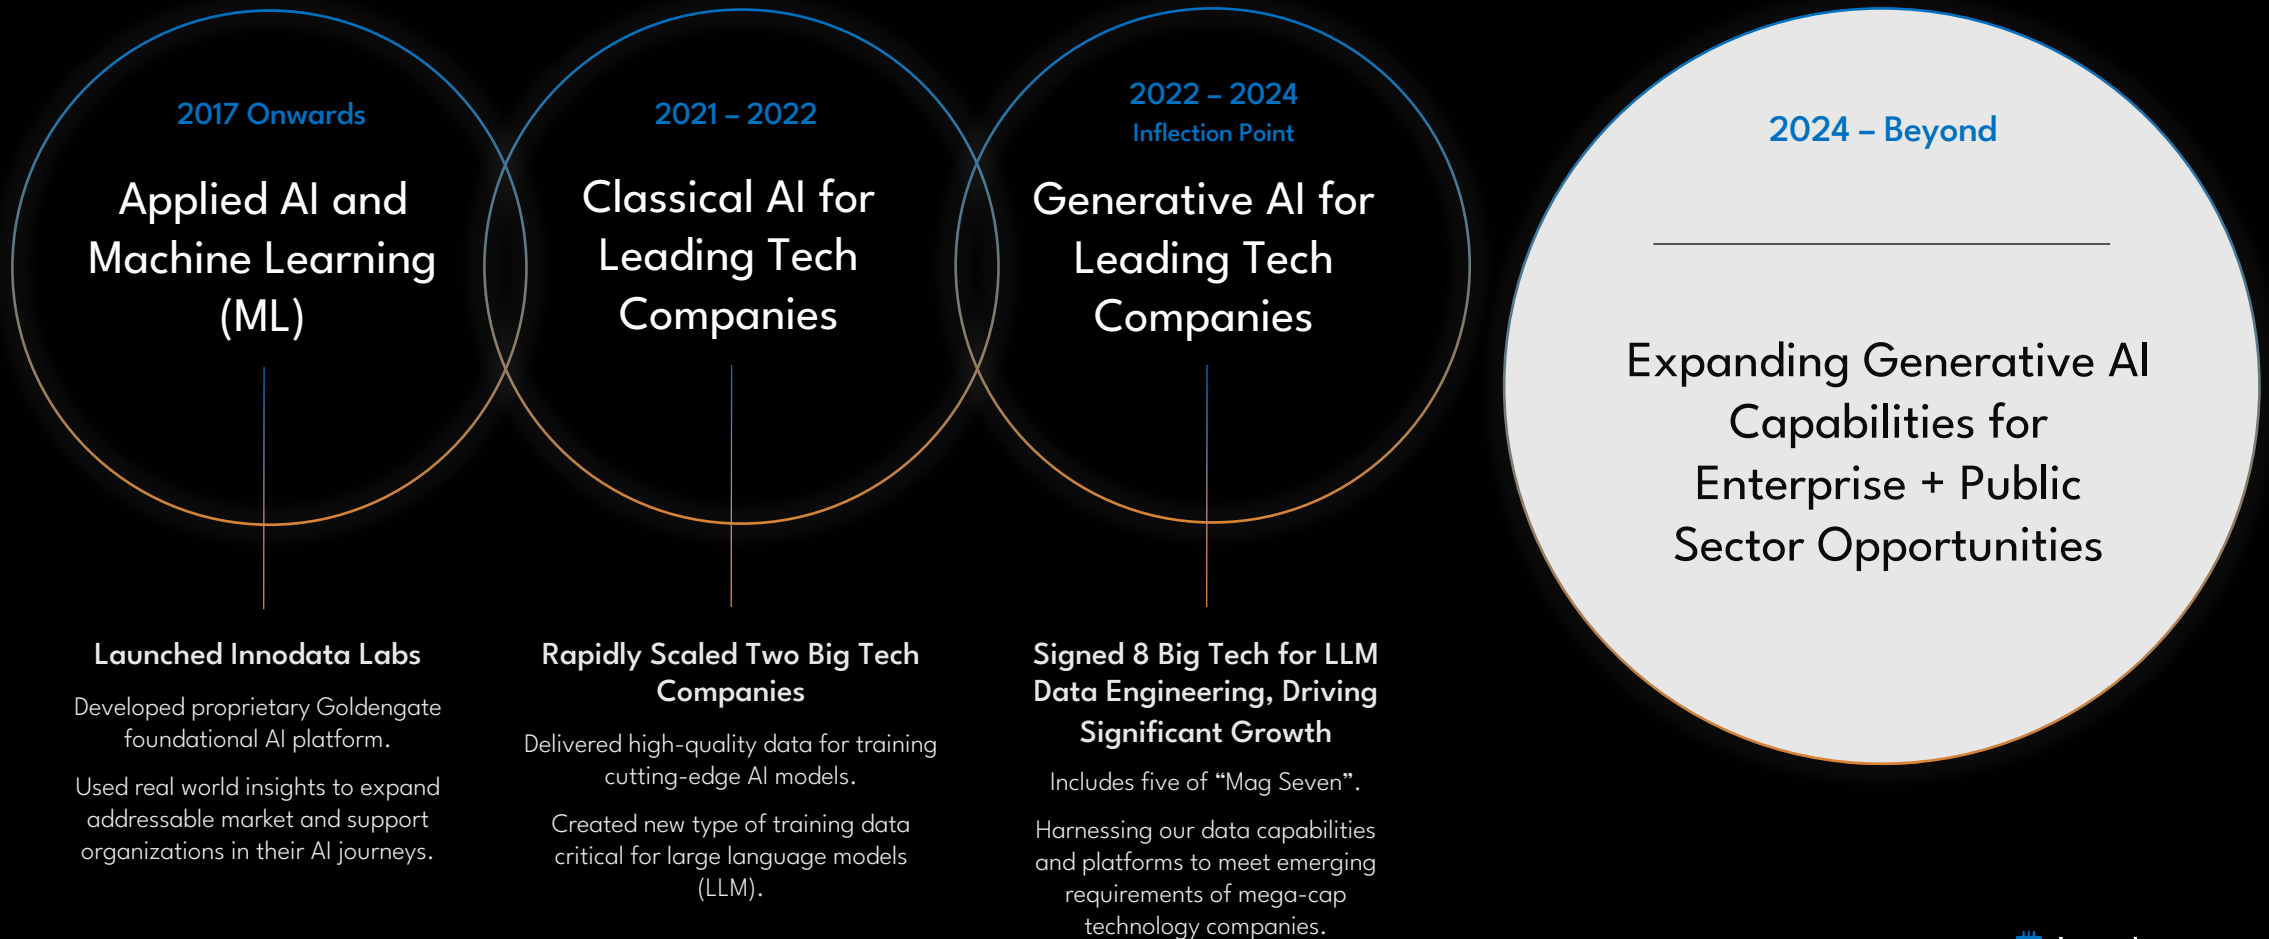 2017 Onwards
Applied AI and
Machine Learning
(ML)
Launched Innodata Labs
Developed proprietary Goldengate
foundational AI platform.
Used real world insights to expand
addressable market and support
organizations in their AI journeys.
2021 – 2022
Classical AI for
Leading Tech
Companies
Rapidly Scaled Two Big Tech
Companies
Delivered high-quality data for training
cutting-edge AI models.
Created new type of training data
critical for large language models
(LLM).
2022 – 2024
Inflection Point
Generative AI for
Leading Tech
Companies
Signed 8 Big Tech for LLM
Data Engineering, Driving
Significant Growth
Includes five of “Mag Seven”.
Harnessing our data capabilities
and platforms to meet emerging
requirements of mega-cap
technology companies.
2024 – Beyond
Expanding Generative AI
Capabilities for
Enterprise + Public
Sector Opportunities